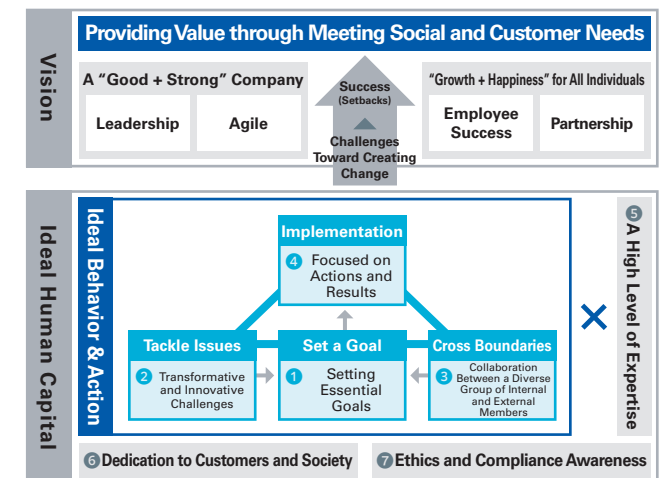 Vision
Providing Value through Meeting Social and Customer Needs
A “Good + Strong” Company
Leadership
Agile
Success
(Setbacks)
Challenges
Toward Creating
Change
“Growth + Happiness” for All Individuals
Employee
Success
Partnership
Ideal Human Capital
Ideal Behavior & Action
Implementation
4 Focused on
Actions and
Results
Tackle Issues
2 Transformative
and Innovative
Challenges
Set a Goal
1 Setting
Essential
Goals
Cross Boundaries
3 Collaboration
Between a Diverse
Group of Internal
and External
Members
×
5 A High Level of Expertise
6 Dedication to Customers and Society
7 Ethics and Compliance Awareness